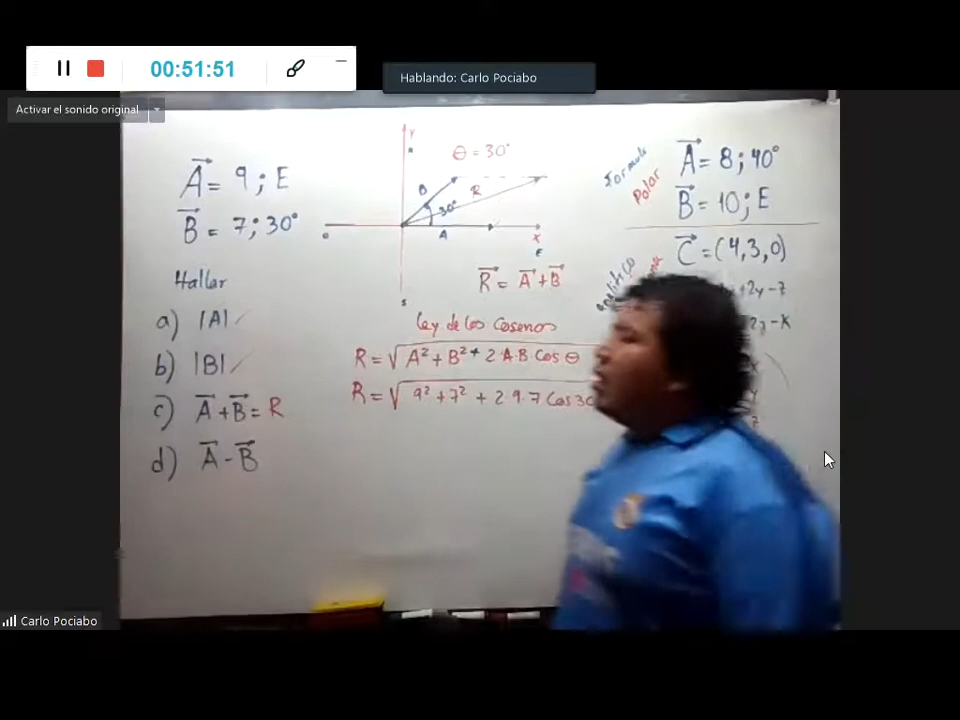 00:51:51
Hablando: Carlo Pociabo
Activar el sonido original
A⃗ = 9 ; E
B⃗ = 7 ; 30°
Hallar
a) |A| ✓
b) |B| ✓
c) A⃗ + B⃗ = R
d) A⃗ - B⃗
y
θ = 30°
B
R
30°
A
x
E
o
s
R⃗ = A⃗ + B⃗
Ley de los Cosenos
R = √A² + B² + 2·A·B·Cos θ
R = √9² + 7² + 2·9·7 Cos 30
Polar
A⃗ = 8 ; 40°
B⃗ = 10 ; E
C⃗ = (4, 3, 0)
+2y-7
Carlo Pociabo